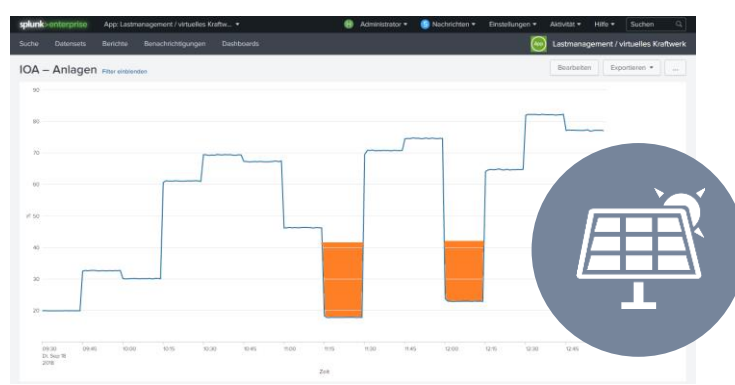 splunk>enterprise App: Lastmanagement / virtuelles Kraftw... Administrator Nachrichten Einstellungen Aktivität Hilfe Suchen
Suche Datensets Berichte Benachrichtigungen Dashboards App Lastmanagement / virtuelles Kraftwerk
IOA – Anlagen Filter einblenden Bearbeiten Exportieren ...
90
80
70
60
50
40
30
20
09:30 09:45 10:00 10:15 10:30 10:45 11:00 11:15 11:30 11:45 12:00 12:15 12:30 12:45
Di. Sep 18
2018
Zeit